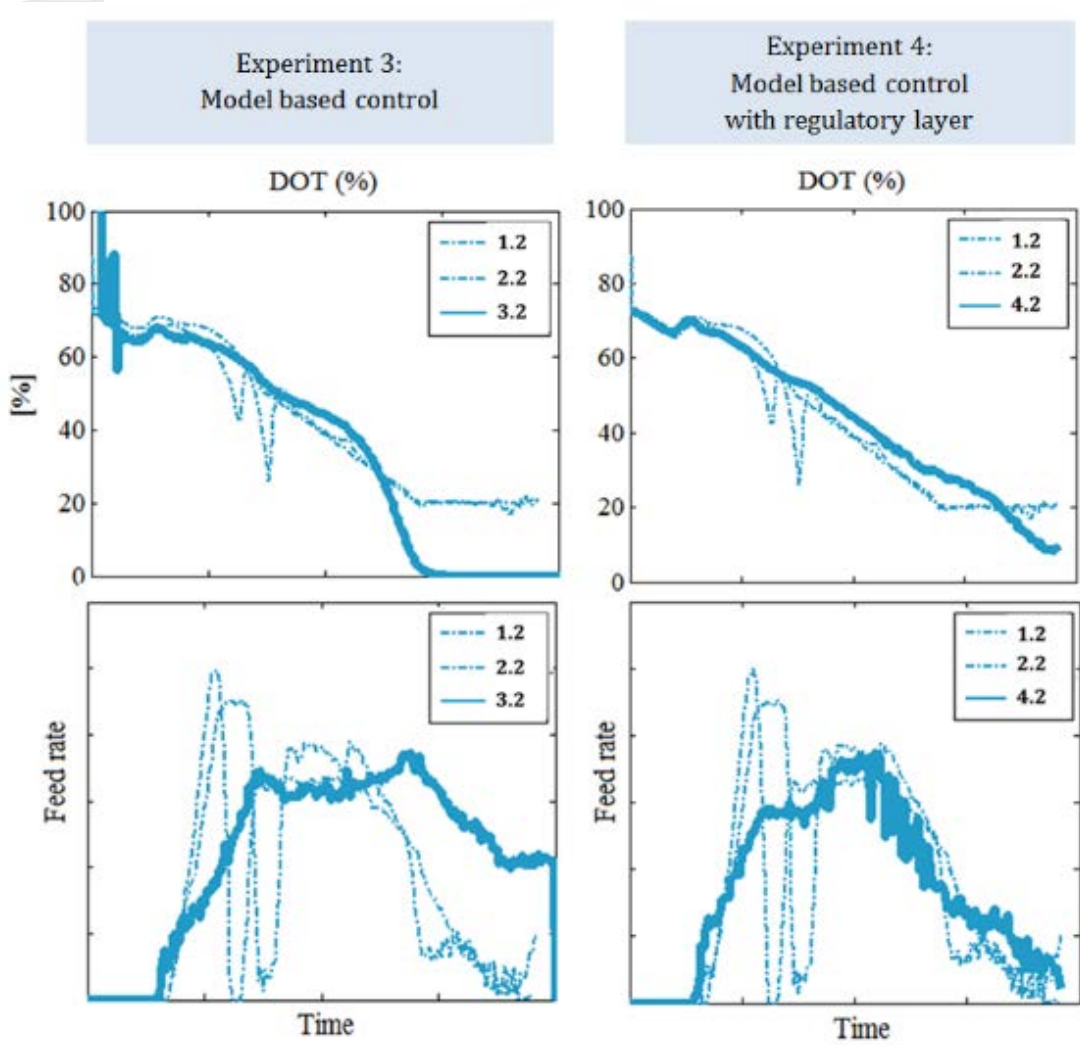 Experiment 3:
Model based control
Experiment 4:
Model based control
with regulatory layer
DOT (%)
100
80
60
40
20
0
[%]
1.2
2.2
3.2
DOT (%)
100
80
60
40
20
0
1.2
2.2
4.2
Feed rate
1.2
2.2
3.2
Time
Feed rate
1.2
2.2
4.2
Time